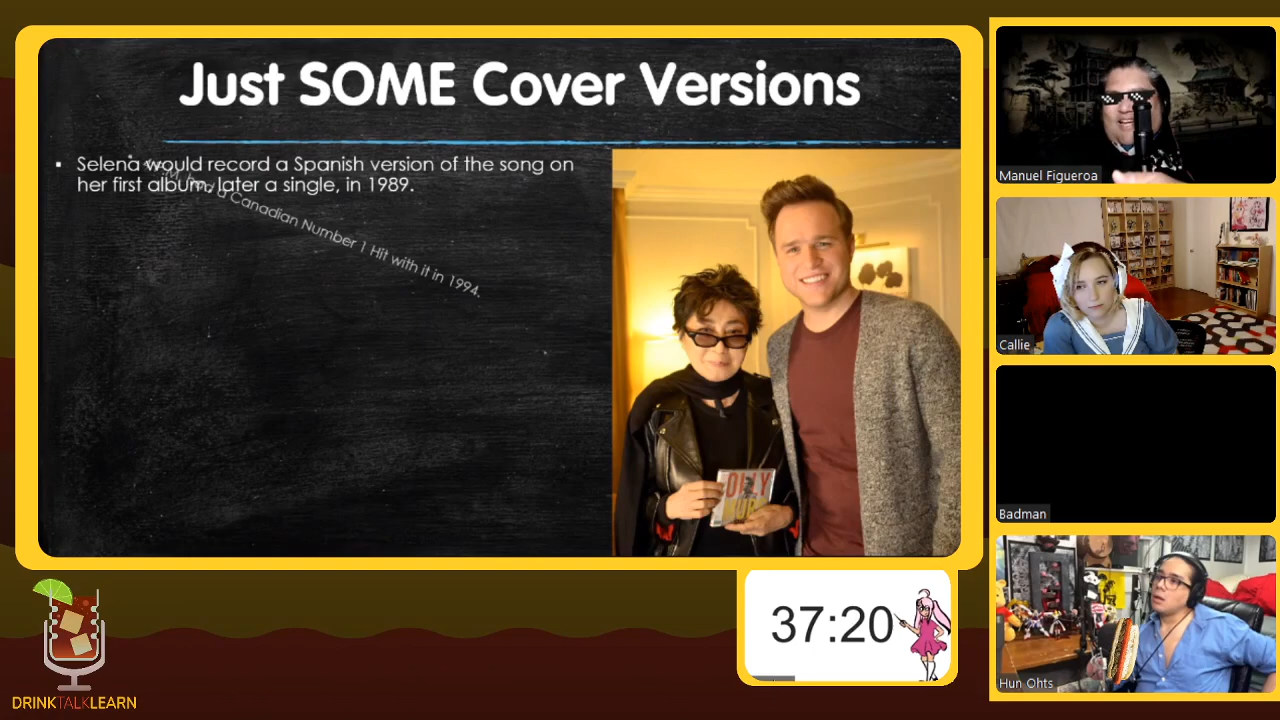 Just SOME Cover Versions
Selena would record a Spanish version of the song on
her first album, later a single, in 1989.
a Canadian Number 1 Hit with it in 1994.
OLLY
Manuel Figueroa
Callie
Badman
Hun Ohts
37:20
DRINKTALKLEARN